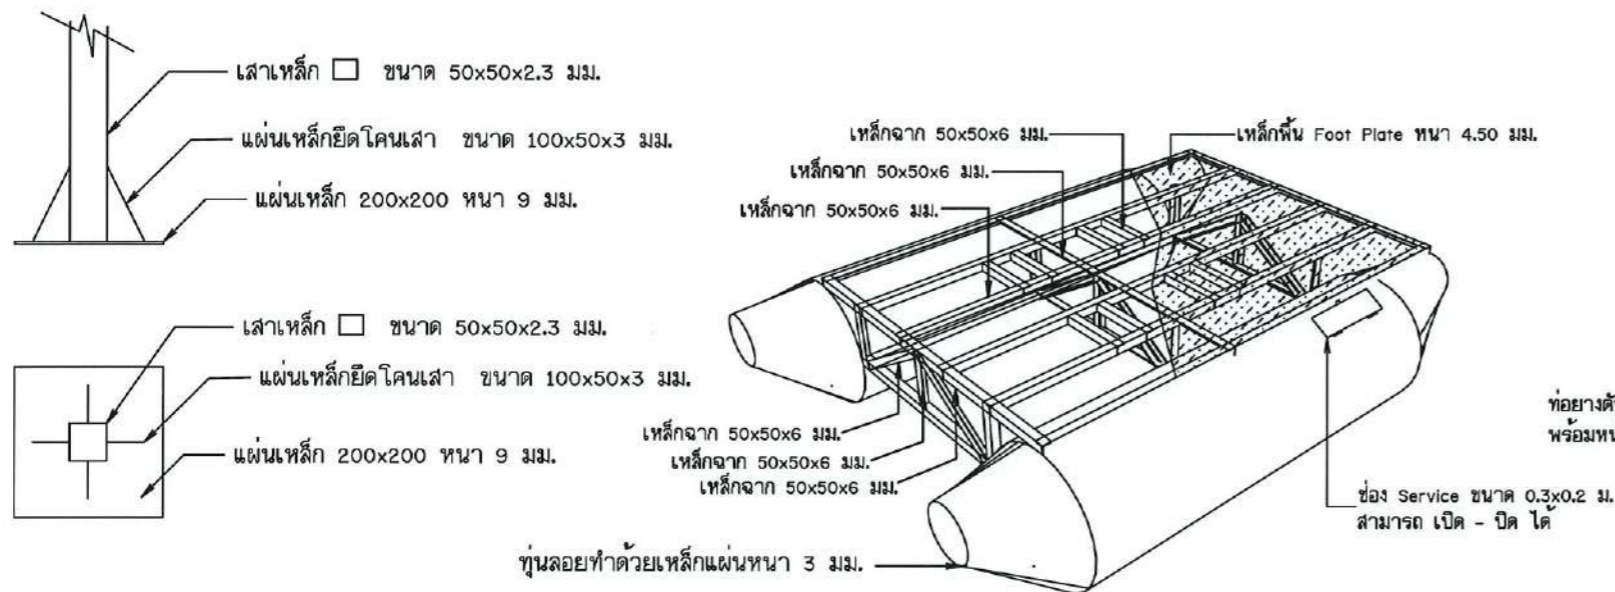 เสาเหล็ก □ ขนาด 50x50x2.3 มม.
แผ่นเหล็กยึดโคนเสา ขนาด 100x50x3 มม.
แผ่นเหล็ก 200x200 หนา 9 มม.
เสาเหล็ก □ ขนาด 50x50x2.3 มม.
แผ่นเหล็กยึดโคนเสา ขนาด 100x50x3 มม.
แผ่นเหล็ก 200x200 หนา 9 มม.
เหล็กฉาก 50x50x6 มม.
เหล็กพื้น Foot Plate หนา 4.50 มม.
เหล็กฉาก 50x50x6 มม.
เหล็กฉาก 50x50x6 มม.
เหล็กฉาก 50x50x6 มม.
เหล็กฉาก 50x50x6 มม.
เหล็กฉาก 50x50x6 มม.
ทุ่นลอยทำด้วยเหล็กแผ่นหนา 3 มม.
ท่อยาง
ช่อง Service ขนาด 0.3x0.2 ม.
สามารถ เปิด - ปิด ได้